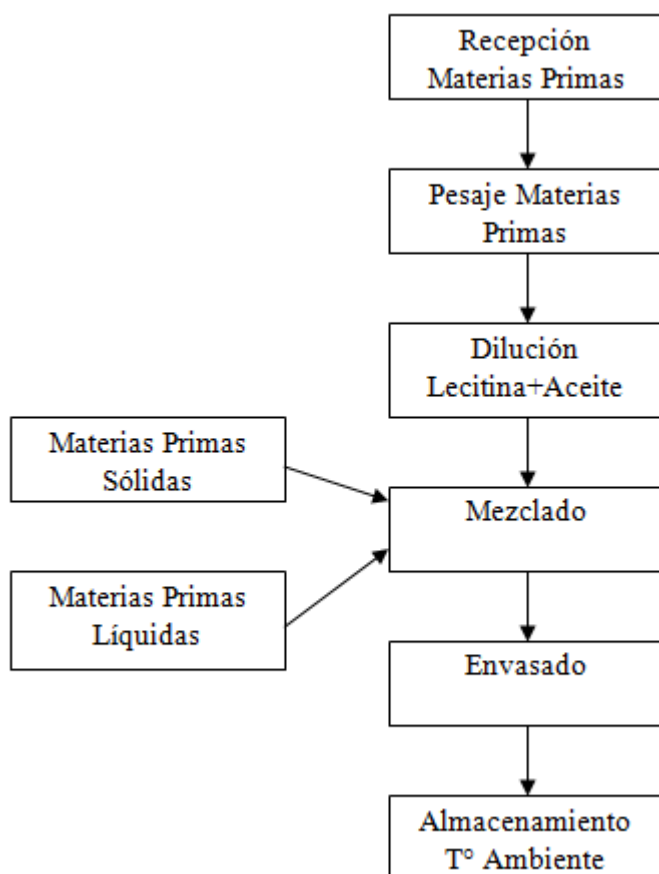 Recepción
Materias Primas
Pesaje Materias
Primas
Dilución
Lecitina+Aceite
Materias Primas
Sólidas
Mezclado
Materias Primas
Líquidas
Envasado
Almacenamiento
T° Ambiente